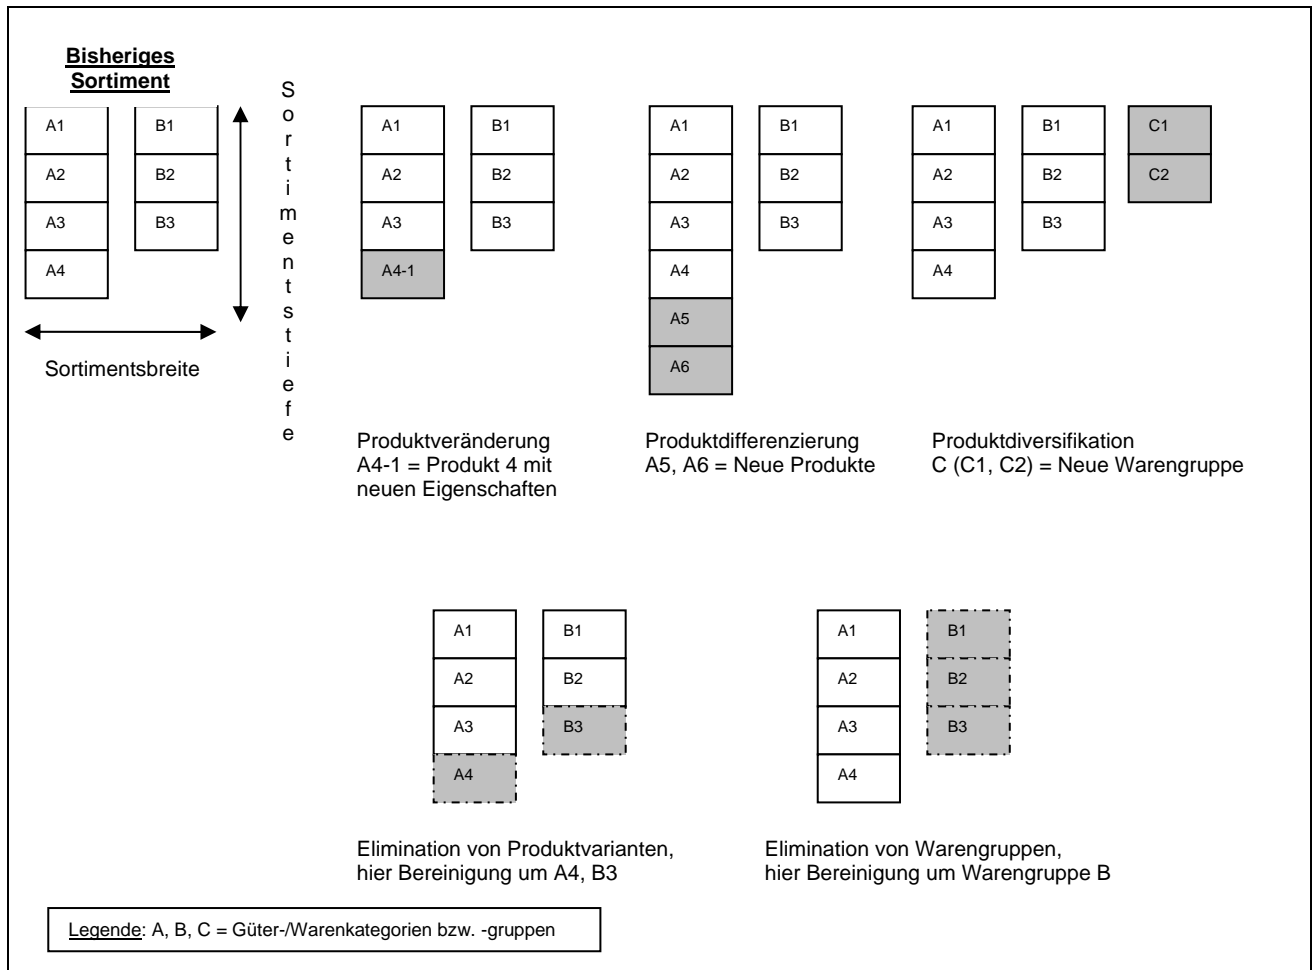 Bisheriges
Sortiment
A1
A2
A3
A4
B1
B2
B3
Sortimentstiefe
Sortimentsbreite
A1
A2
A3
A4-1
B1
B2
B3
Produktveränderung
A4-1 = Produkt 4 mit
neuen Eigenschaften
A1
A2
A3
A4
A5
A6
B1
B2
B3
Produktdifferenzierung
A5, A6 = Neue Produkte
A1
A2
A3
A4
B1
B2
B3
C1
C2
Produktdiversifikation
C (C1, C2) = Neue Warengruppe
A1
A2
A3
A4
B1
B2
B3
Elimination von Produktvarianten,
hier Bereinigung um A4, B3
A1
A2
A3
A4
B1
B2
B3
Elimination von Warengruppen,
hier Bereinigung um Warengruppe B
Legende: A, B, C = Güter-/Warenkategorien bzw. -gruppen